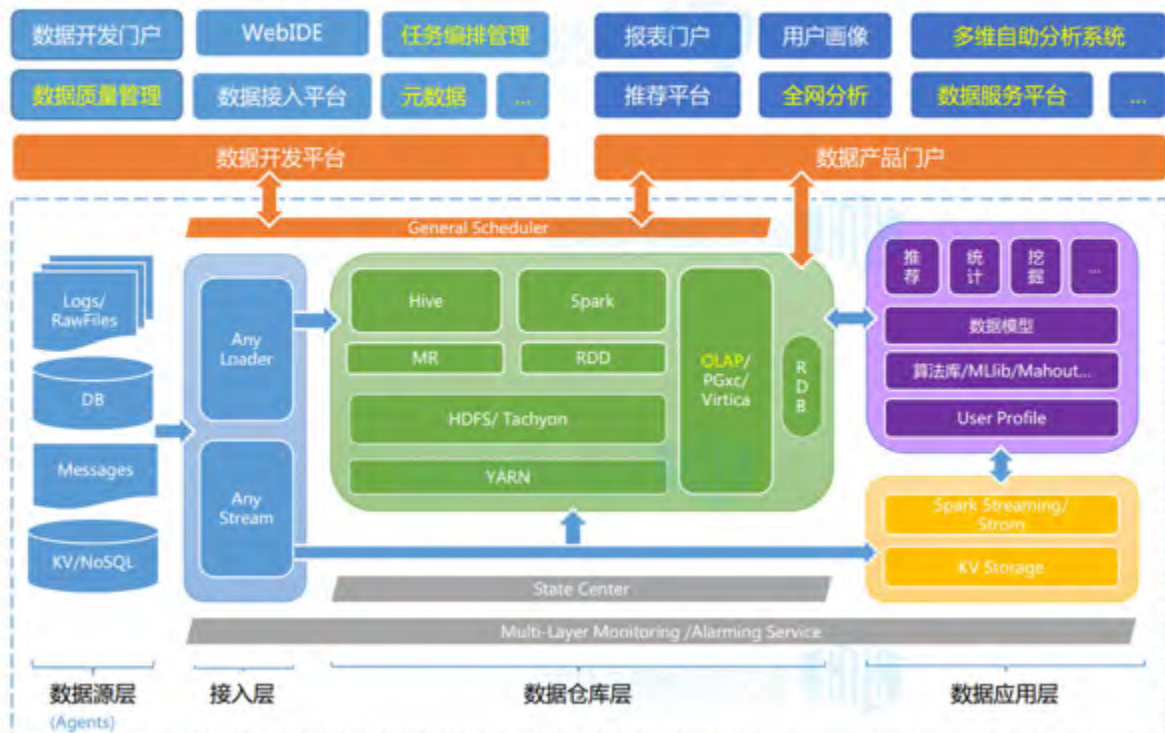 数据开发门户
WebIDE
任务编排管理
报表门户
用户画像
多维自助分析系统
数据质量管理
数据接入平台
元数据
...
推荐平台
全网分析
数据服务平台
...
数据开发平台
数据产品门户
General Scheduler
Logs/
RawFiles
DB
Messages
KV/NoSQL
Any
Loader
Any
Stream
Hive
Spark
MR
RDD
HDFS/ Tachyon
YARN
OLAP/
PGxc/
Virtica
RDB
推荐
统计
挖掘
...
数据模型
算法库/MLlib/Mahout...
User Profile
Spark Streaming/
Strom
KV Storage
State Center
Multi-Layer Monitoring /Alarming Service
数据源层
(Agents)
接入层
数据仓库层
数据应用层